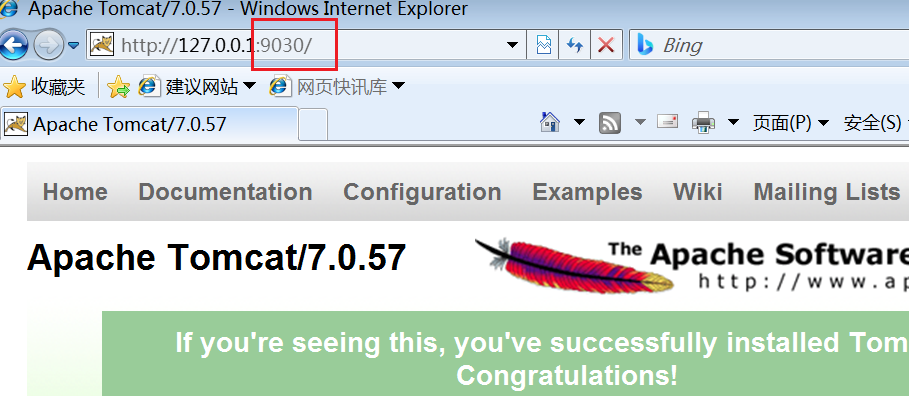 Apache Tomcat/7.0.57 - Windows Internet Explorer
http://127.0.0.1:9030/
Bing
收藏夹
建议网站
网页快讯库
Apache Tomcat/7.0.57
页面(P)
安全(S)
Home
Documentation
Configuration
Examples
Wiki
Mailing Lists
Apache Tomcat/7.0.57
The Apache Software
http://www.ap
If you're seeing this, you've successfully installed Tom
Congratulations!